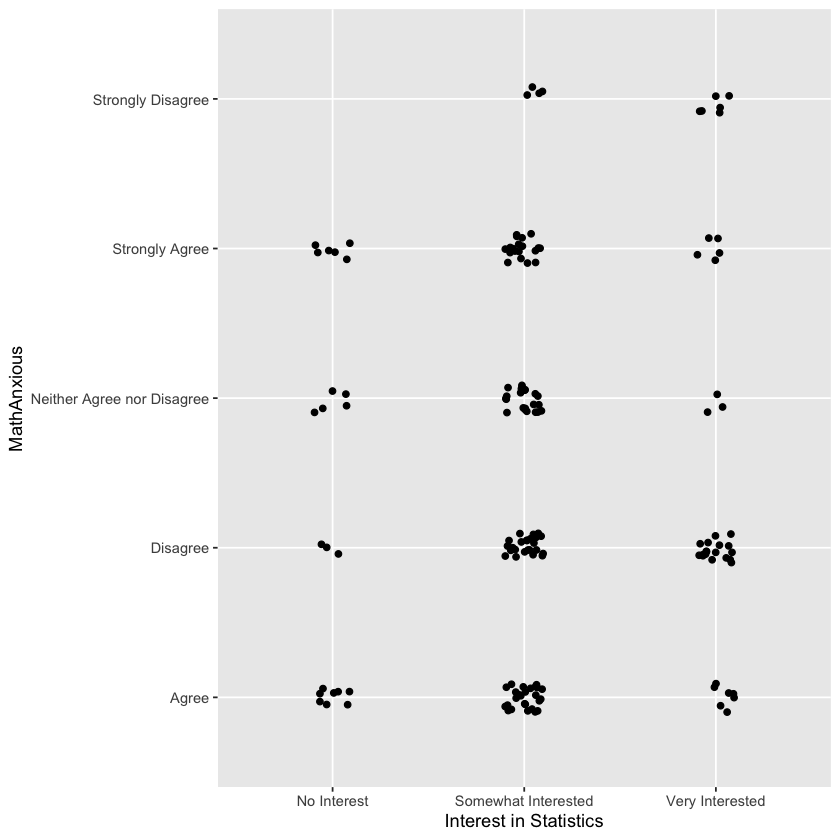 Strongly Disagree
Strongly Agree
MathAnxious
Neither Agree nor Disagree
Disagree
Agree
No Interest
Somewhat Interested
Very Interested
Interest in Statistics